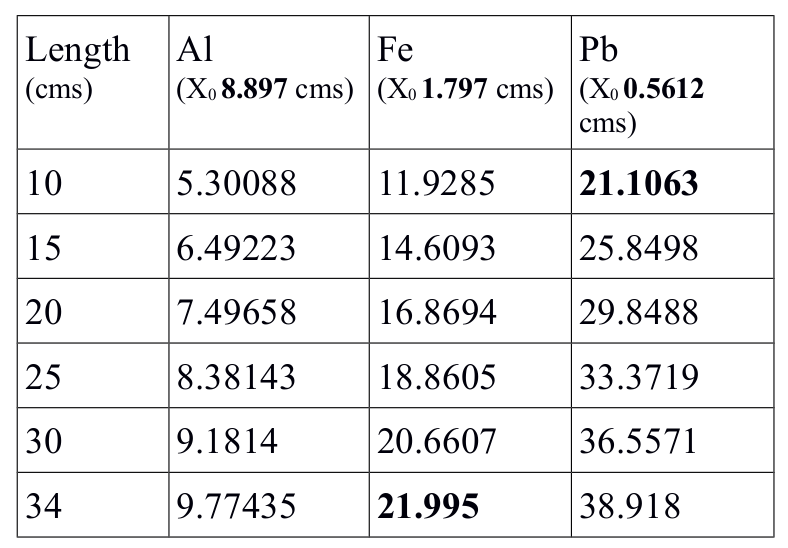 Length Al Fe Pb
(cms) (X₀ 8.897 cms) (X₀ 1.797 cms) (X₀ 0.5612
cms)
10 5.30088 11.9285 21.1063
15 6.49223 14.6093 25.8498
20 7.49658 16.8694 29.8488
25 8.38143 18.8605 33.3719
30 9.1814 20.6607 36.5571
34 9.77435 21.995 38.918